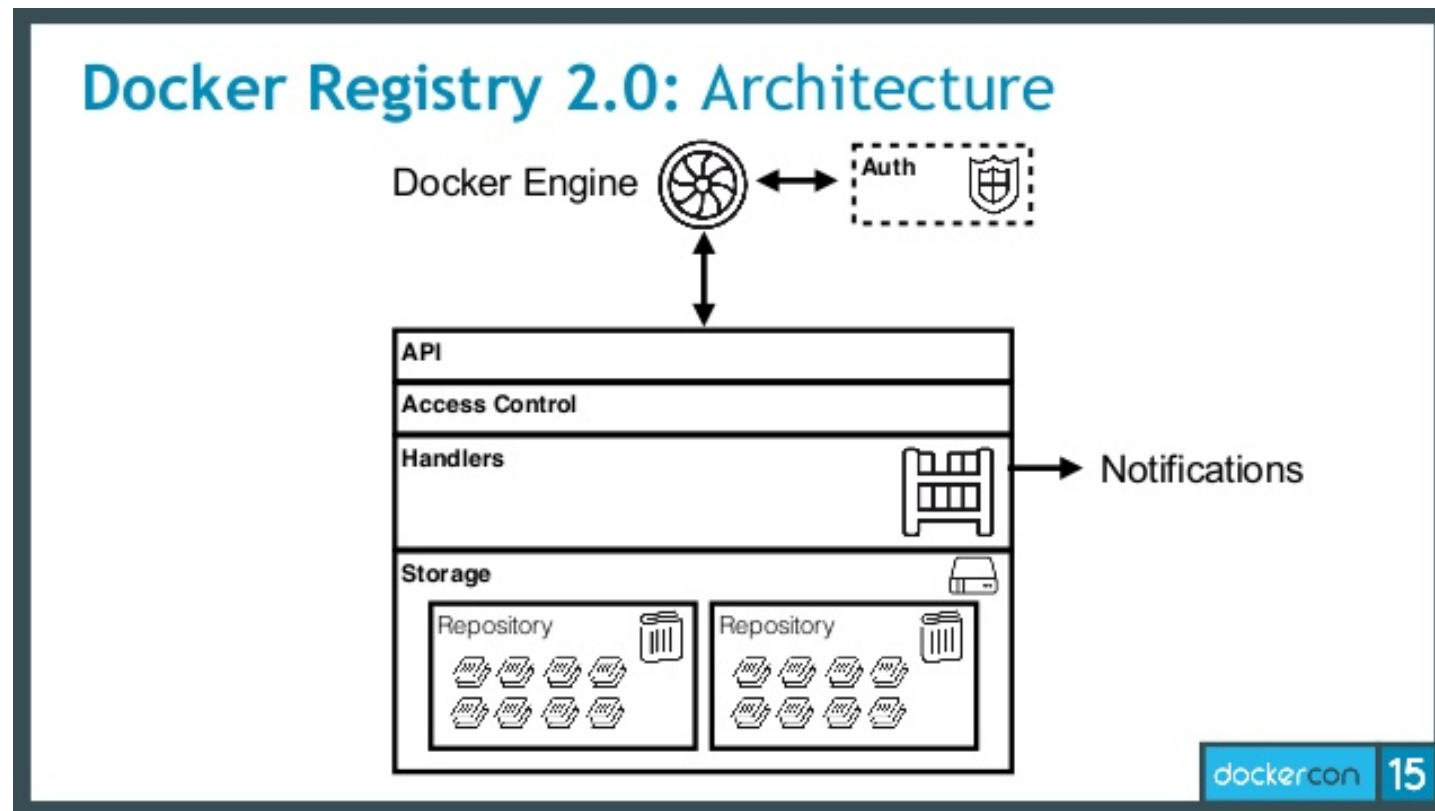 Docker Registry 2.0: Architecture
Docker Engine
Auth
API
Access Control
Handlers
Notifications
Storage
Repository
Repository
dockercon 15